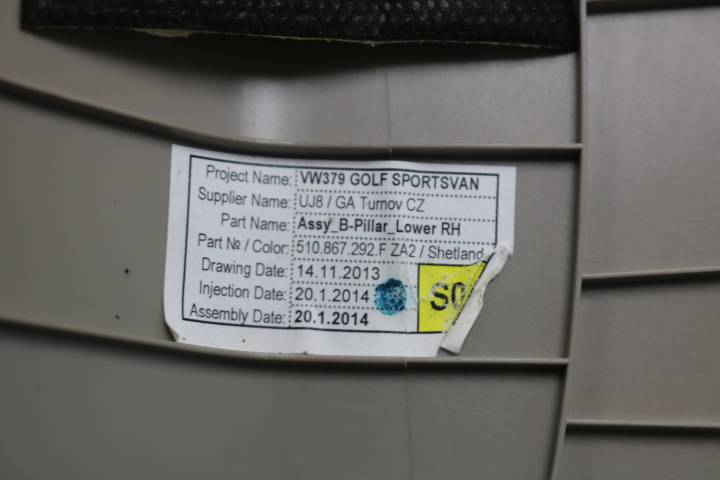 Project Name: VW379 GOLF SPORTSVAN
Supplier Name: UJ8 / GA Turnov CZ
Part Name: Assy_B-Pillar_Lower RH
Part № / Color: 510.867.292.F ZA2 / Shetland
Drawing Date: 14.11.2013
Injection Date: 20.1.2014
Assembly Date: 20.1.2014